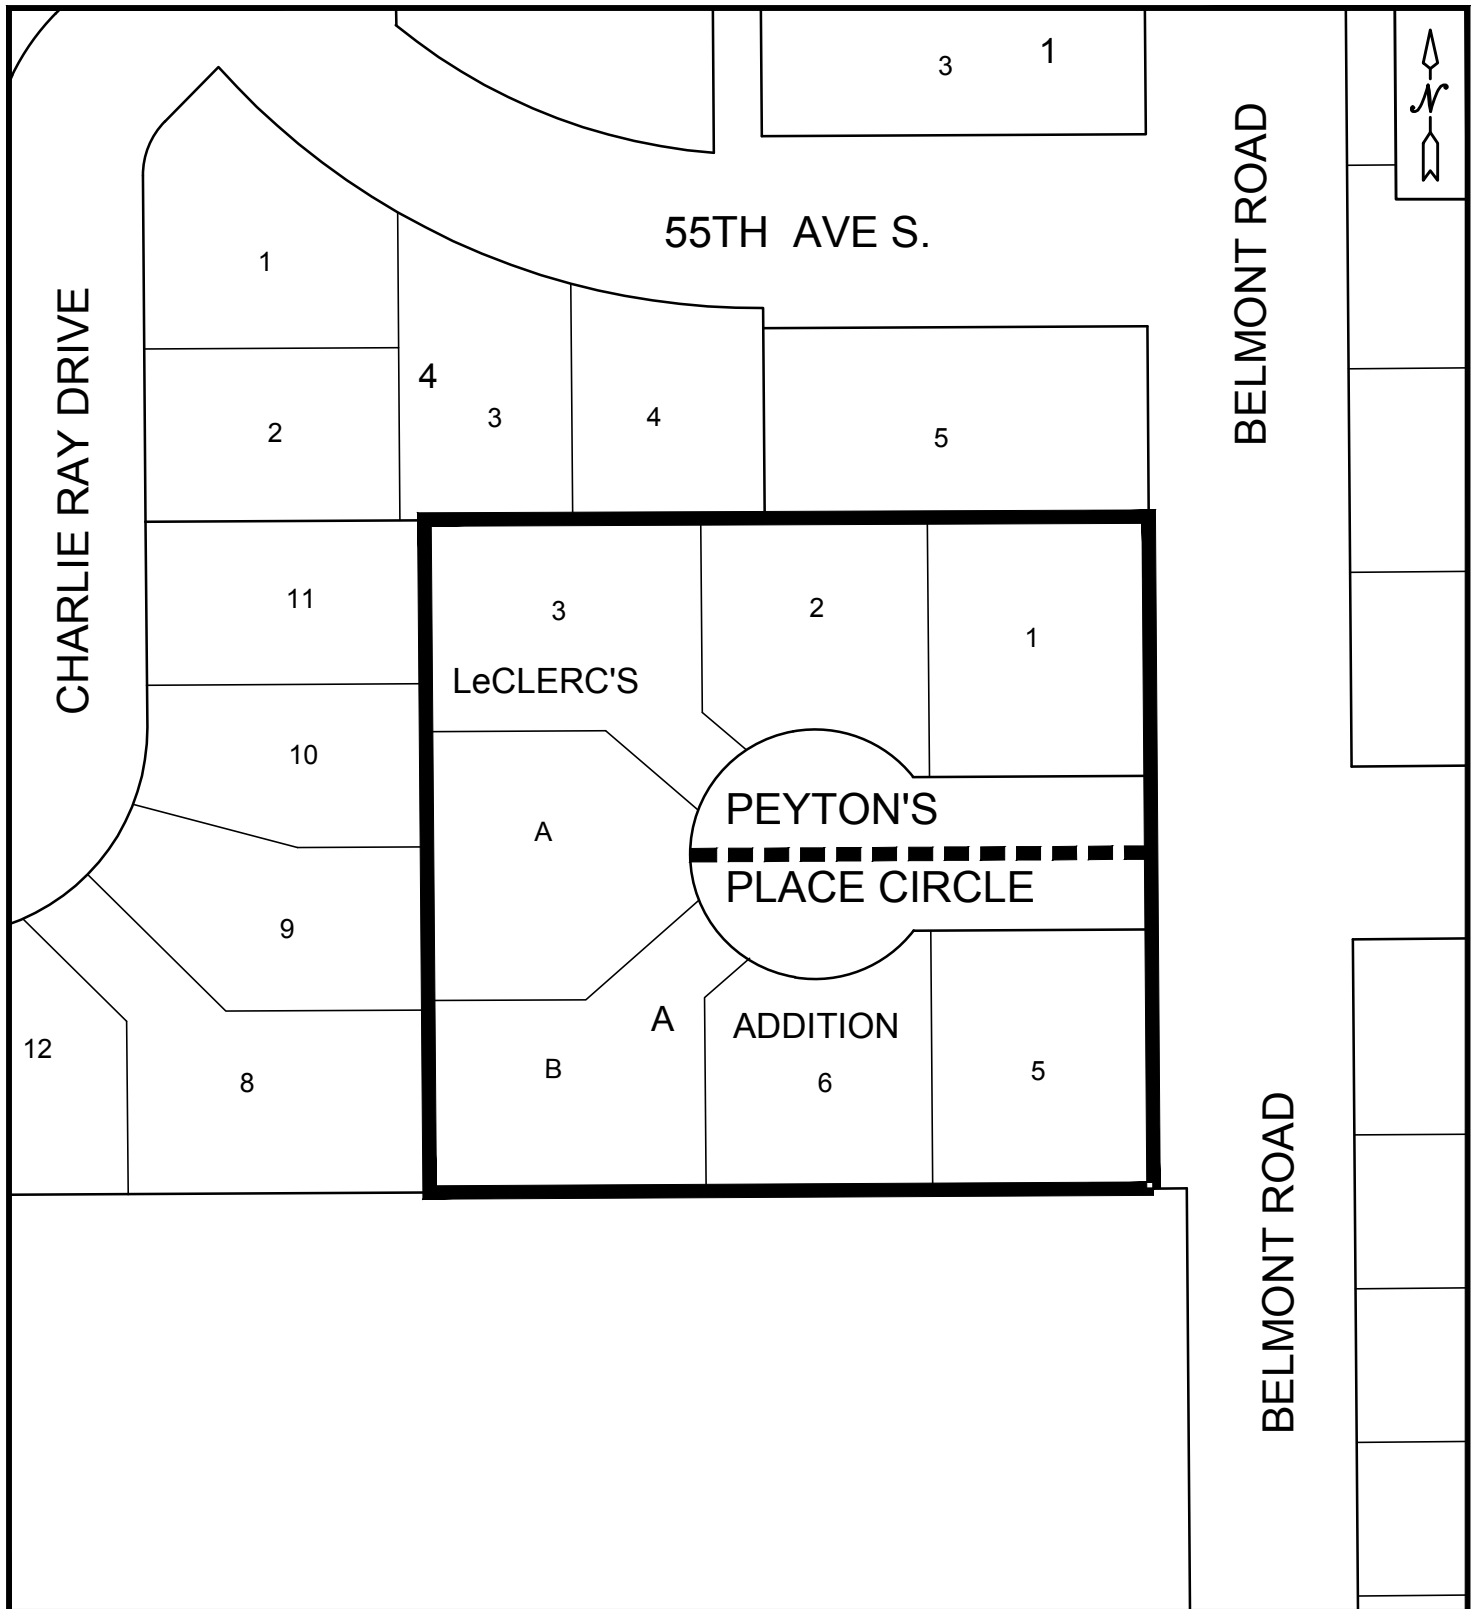 3
1
N
55TH AVE S.
BELMONT ROAD
CHARLIE RAY DRIVE
1
4
2
3
4
5
11
3
2
1
LeCLERC'S
10
A
PEYTON'S
PLACE CIRCLE
9
12
8
B
A
ADDITION
6
5
BELMONT ROAD